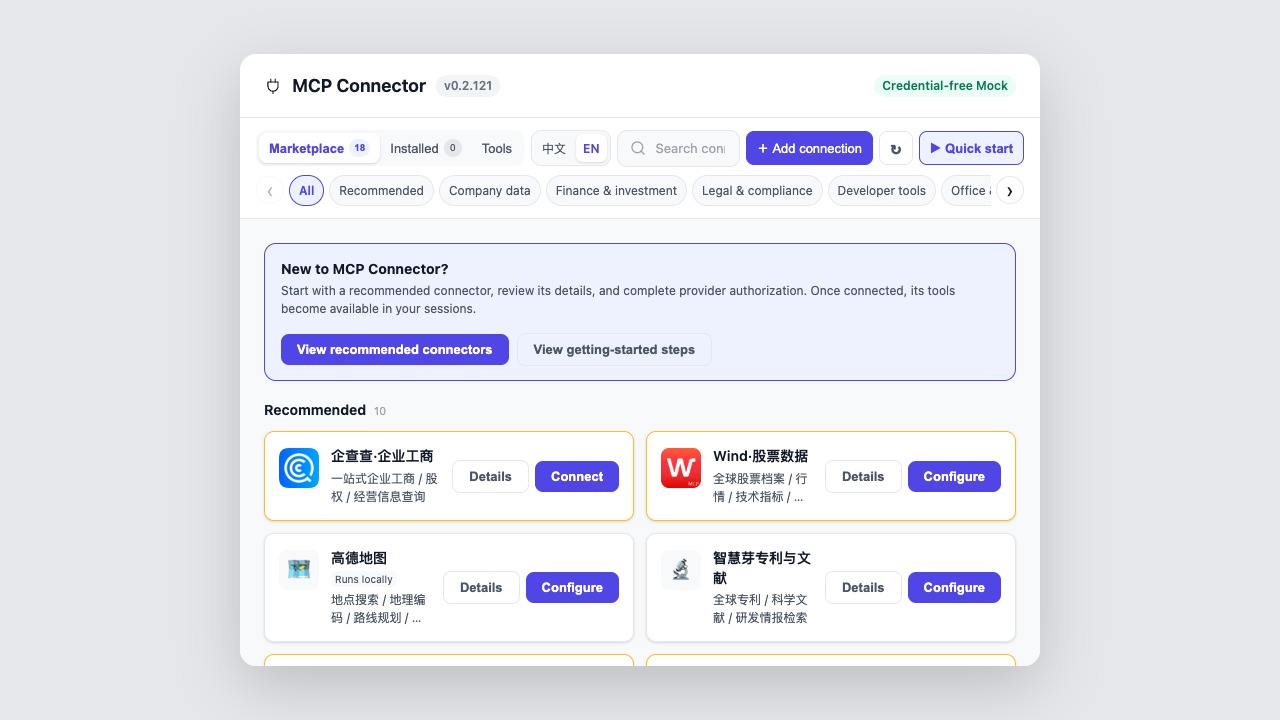 MCP Connector v0.2.121 Credential-free Mock
Marketplace 18 Installed 0 Tools 中文 EN Search con + Add connection ↻ ▶ Quick start
‹ All Recommended Company data Finance & investment Legal & compliance Developer tools Office ›
New to MCP Connector?
Start with a recommended connector, review its details, and complete provider authorization. Once connected, its tools
become available in your sessions.
View recommended connectors View getting-started steps
Recommended 10
企查查·企业工商
一站式企业工商 / 股
权 / 经营信息查询
Details Connect
W
MCP
Wind·股票数据
全球股票档案 / 行
情 / 技术指标 / ...
Details Configure
高德地图
Runs locally
地点搜索 / 地理编
码 / 路线规划 / ...
Details Configure
智慧芽专利与文
献
全球专利 / 科学文
献 / 研发情报检索
Details Configure